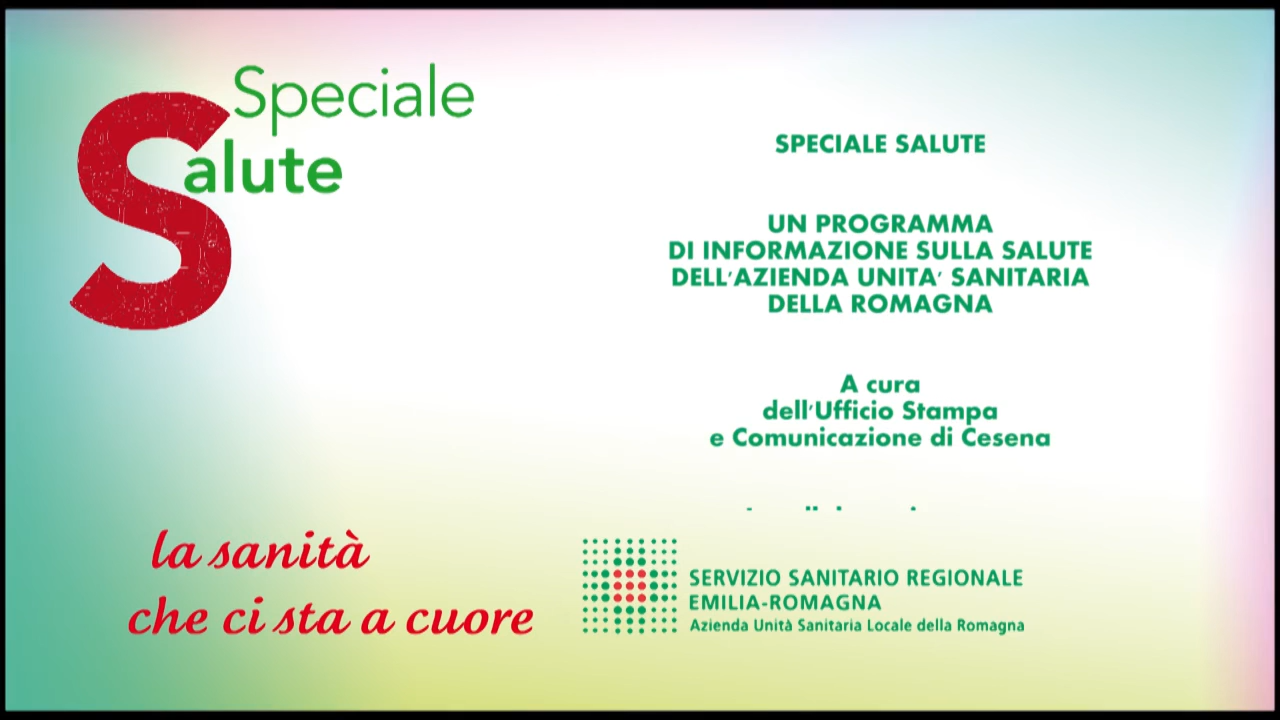 Speciale
Salute
SPECIALE SALUTE
UN PROGRAMMA
DI INFORMAZIONE SULLA SALUTE
DELL'AZIENDA UNITA' SANITARIA
DELLA ROMAGNA
A cura
dell'Ufficio Stampa
e Comunicazione di Cesena
la sanità
che ci sta a cuore
SERVIZIO SANITARIO REGIONALE
EMILIA-ROMAGNA
Azienda Unità Sanitaria Locale della Romagna